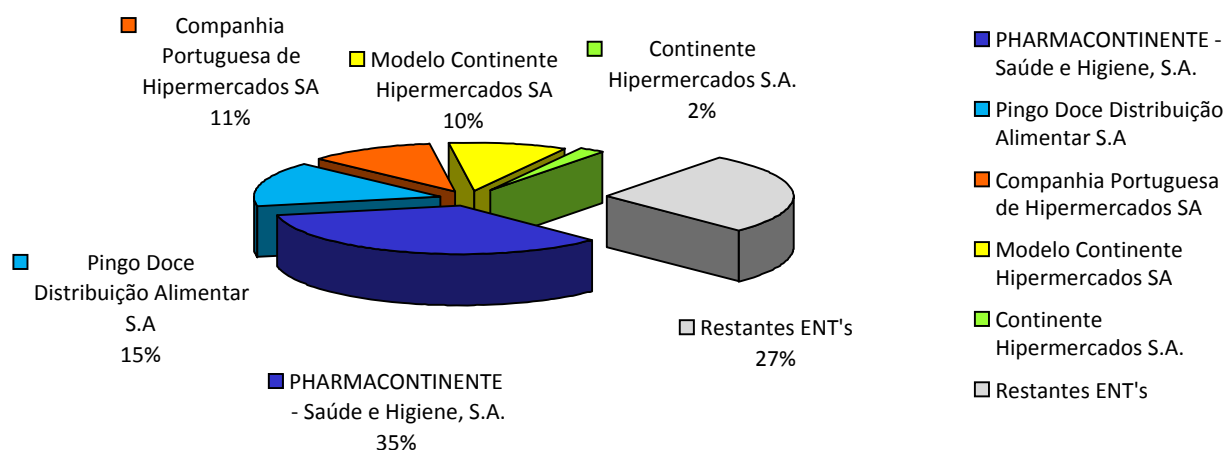 Companhia
Portuguesa de
Hipermercados SA
11%
Modelo Continente
Hipermercados SA
10%
Continente
Hipermercados S.A.
2%
Pingo Doce
Distribuição Alimentar
S.A
15%
PHARMACONTINENTE
- Saúde e Higiene, S.A.
35%
Restantes ENT's
27%
PHARMACONTINENTE -
Saúde e Higiene, S.A.
Pingo Doce Distribuição
Alimentar S.A
Companhia Portuguesa
de Hipermercados SA
Modelo Continente
Hipermercados SA
Continente
Hipermercados S.A.
Restantes ENT's